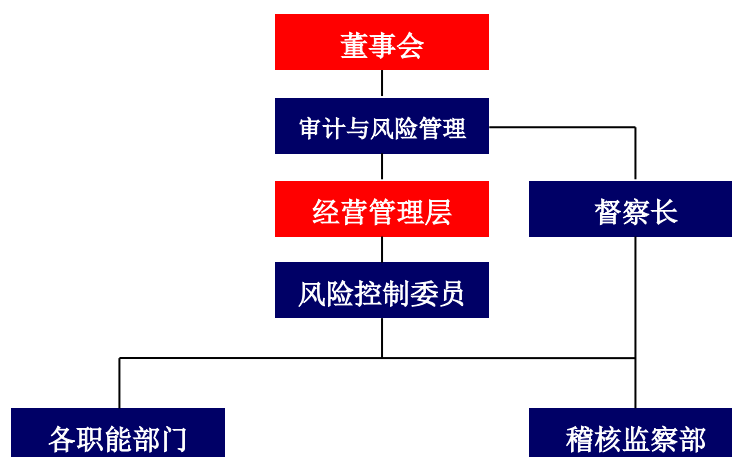 董事会
审计与风险管理
经营管理层
督察长
风险控制委员
各职能部门
稽核监察部